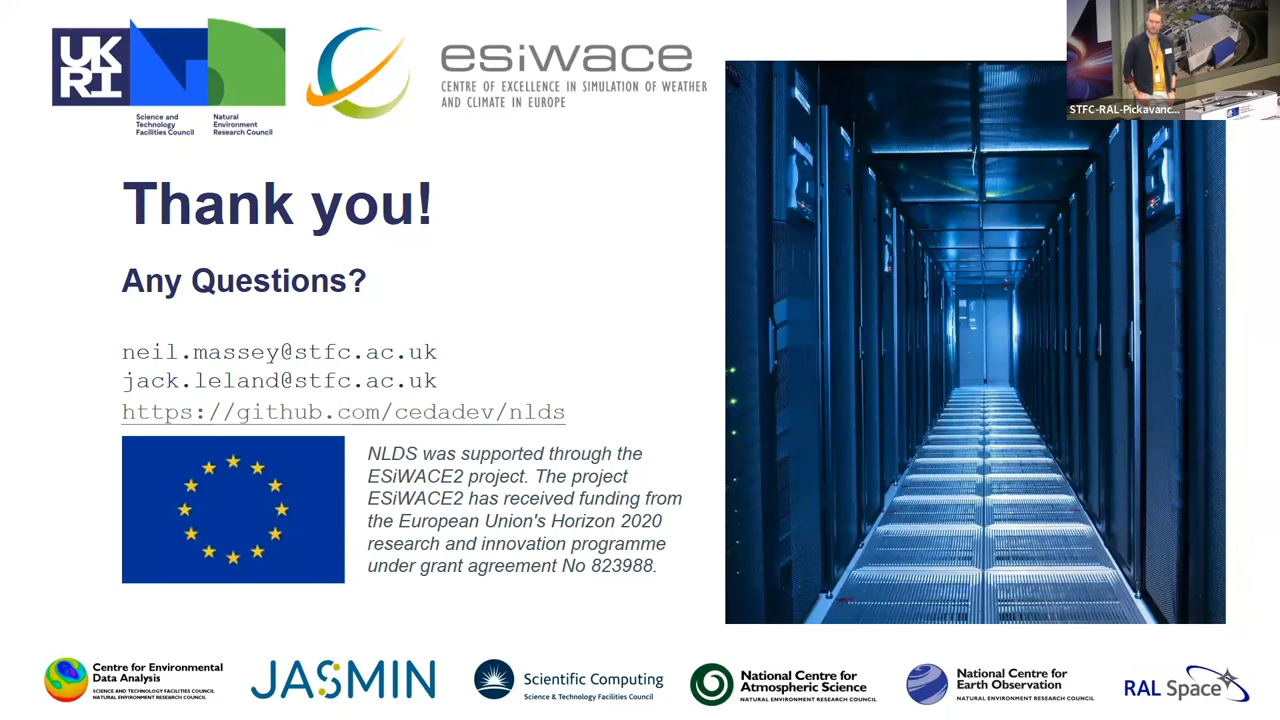 UK
RI
Science and
Technology
Facilities Council
Natural
Environment
Research Council
esiwace
CENTRE OF EXCELLENCE IN SIMULATION OF WEATHER
AND CLIMATE IN EUROPE
STFC-RAL-Pickavanc...
Thank you!
Any Questions?
neil.massey@stfc.ac.uk
jack.leland@stfc.ac.uk
https://github.com/cedadev/nlds
NLDS was supported through the
ESiWACE2 project. The project
ESiWACE2 has received funding from
the European Union's Horizon 2020
research and innovation programme
under grant agreement No 823988.
Centre for Environmental
Data Analysis
SCIENCE AND TECHNOLOGY FACILITIES COUNCIL
NATURAL ENVIRONMENT RESEARCH COUNCIL
JASMIN
Scientific Computing
Science & Technology Facilities Council
National Centre for
Atmospheric Science
NATURAL ENVIRONMENT RESEARCH COUNCIL
National Centre for
Earth Observation
NATURAL ENVIRONMENT RESEARCH COUNCIL
RAL Space